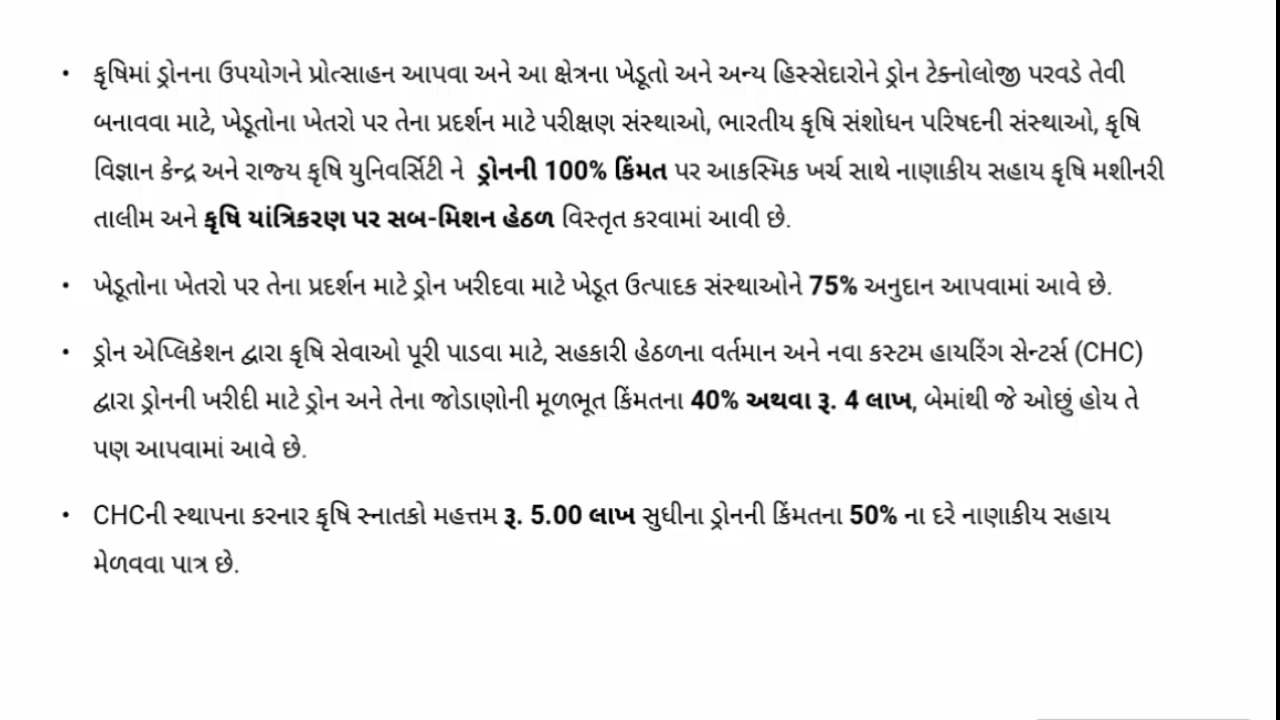 • કૃષિમાં ડ્રોનના ઉપયોગને પ્રોત્સાહન આપવા અને આ ક્ષેત્રના ખેડૂતો અને અન્ય હિસ્સેદારોને ડ્રોન ટેક્નોલોજી પરવડે તેવી
બનાવવા માટે, ખેડૂતોના ખેતરો પર તેના પ્રદર્શન માટે પરીક્ષણ સંસ્થાઓ, ભારતીય કૃષિ સંશોધન પરિષદની સંસ્થાઓ, કૃષિ
વિજ્ઞાન કેન્દ્ર અને રાજ્ય કૃષિ યુનિવર્સિટી ને ડ્રોનની 100% કિંમત પર આકસ્મિક ખર્ચ સાથે નાણાકીય સહાય કૃષિ મશીનરી
તાલીમ અને કૃષિ યાંત્રિકરણ પર સબ-મિશન હેઠળ વિસ્તૃત કરવામાં આવી છે.
• ખેડૂતોના ખેતરો પર તેના પ્રદર્શન માટે ડ્રોન ખરીદવા માટે ખેડૂત ઉત્પાદક સંસ્થાઓને 75% અનુદાન આપવામાં આવે છે.
• ડ્રોન એપ્લિકેશન દ્વારા કૃષિ સેવાઓ પૂરી પાડવા માટે, સહકારી હેઠળના વર્તમાન અને નવા કસ્ટમ હાયરિંગ સેન્ટર્સ (CHC)
દ્વારા ડ્રોનની ખરીદી માટે ડ્રોન અને તેના જોડાણોની મૂળભૂત કિંમતના 40% અથવા રૂ. 4 લાખ, બેમાંથી જે ઓછું હોય તે
પણ આપવામાં આવે છે.
• CHCની સ્થાપના કરનાર કૃષિ સ્નાતકો મહત્તમ રૂ. 5.00 લાખ સુધીના ડ્રોનની કિંમતના 50% ના દરે નાણાકીય સહાય
મેળવવા પાત્ર છે.